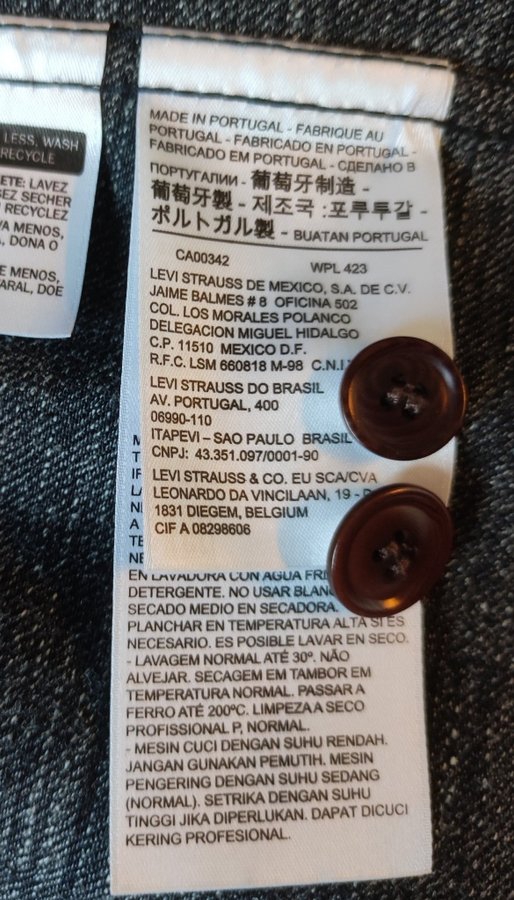 LESS, WASH
RECYCLE
ETE: LAVEZ
SEZ SECHER
U RECYCLEZ
VA MENOS,
, DONA O
E MENOS,
ARAL, DOE
MADE IN PORTUGAL - FABRIQUE AU
PORTUGAL - FABRICADO EN PORTUGAL -
FABRICADO EM PORTUGAL - СДЕЛАНО В
ПОРТУГАЛИИ - 葡萄牙制造 -
葡萄牙製 - 제조국 :포루투갈 -
ポルトガル製 - BUATAN PORTUGAL
CA00342 WPL 423
LEVI STRAUSS DE MEXICO, S.A. DE C.V.
JAIME BALMES # 8 OFICINA 502
COL. LOS MORALES POLANCO
DELEGACION MIGUEL HIDALGO
C.P. 11510 MEXICO D.F.
R.F.C. LSM 660818 M-98 C.N.I
LEVI STRAUSS DO BRASIL
AV. PORTUGAL, 400
06990-110
ITAPEVI – SAO PAULO BRASIL
CNPJ: 43.351.097/0001-90
LEVI STRAUSS & CO. EU SCA/CVA
LEONARDO DA VINCILAAN, 19 -
1831 DIEGEM, BELGIUM
CIF A 08298606
EN LAVADORA CON AGUA
DETERGENTE. NO USAR
SECADO MEDIO EN SECADORA.
PLANCHAR EN TEMPERATURA ALTA SI ES
NECESARIO. ES POSIBLE LAVAR EN SECO.
- LAVAGEM NORMAL ATÉ 30º. NÃO
ALVEJAR. SECAGEM EM TAMBOR EM
TEMPERATURA NORMAL. PASSAR A
FERRO ATÉ 200ºC. LIMPEZA A SECO
PROFISSIONAL P, NORMAL.
- MESIN CUCI DENGAN SUHU RENDAH.
JANGAN GUNAKAN PEMUTIH. MESIN
PENGERING DENGAN SUHU SEDANG
(NORMAL). SETRIKA DENGAN SUHU
TINGGI JIKA DIPERLUKAN. DAPAT DICUCI
KERING PROFESIONAL.